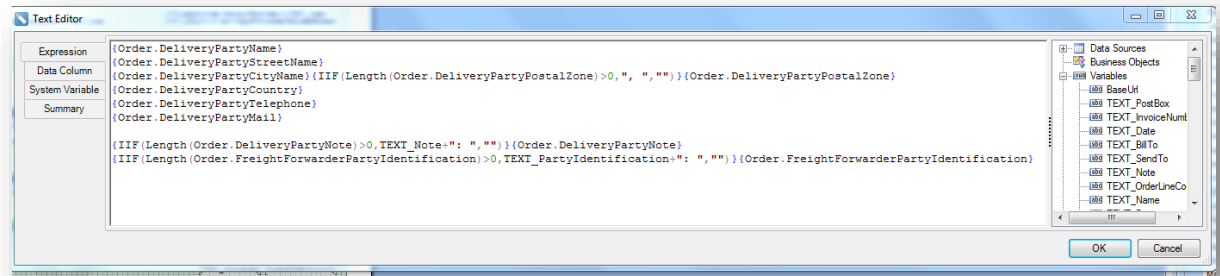 Text Editor
Expression
Data Column
System Variable
Summary
{Order.DeliveryPartyName}
{Order.DeliveryPartyStreetName}
{Order.DeliveryPartyCityName}{IIF(Length(Order.DeliveryPartyPostalZone)>0,", ","")}{Order.DeliveryPartyPostalZone}
{Order.DeliveryPartyCountry}
{Order.DeliveryPartyTelephone}
{Order.DeliveryPartyMail}
{IIF(Length(Order.DeliveryPartyNote)>0,TEXT_Note+": ","")}{Order.DeliveryPartyNote}
{IIF(Length(Order.FreightForwarderPartyIdentification)>0,TEXT_PartyIdentification+": ","")}{Order.FreightForwarderPartyIdentification}
Data Sources
Business Objects
Variables
BaseUrl
TEXT_PostBox
TEXT_InvoiceNumb
TEXT_Date
TEXT_BillTo
TEXT_SendTo
TEXT_Note
TEXT_OrderLineCo
TEXT_Name
OK
Cancel